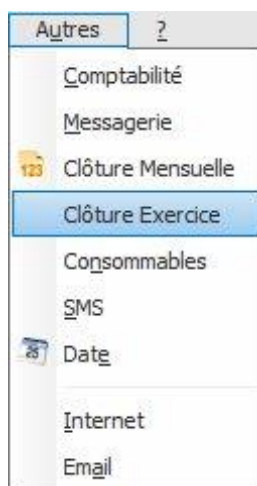 Autres ?
Comptabilité
Messagerie
123 Clôture Mensuelle
Clôture Exercice
Consommables
SMS
Date
Internet
Email